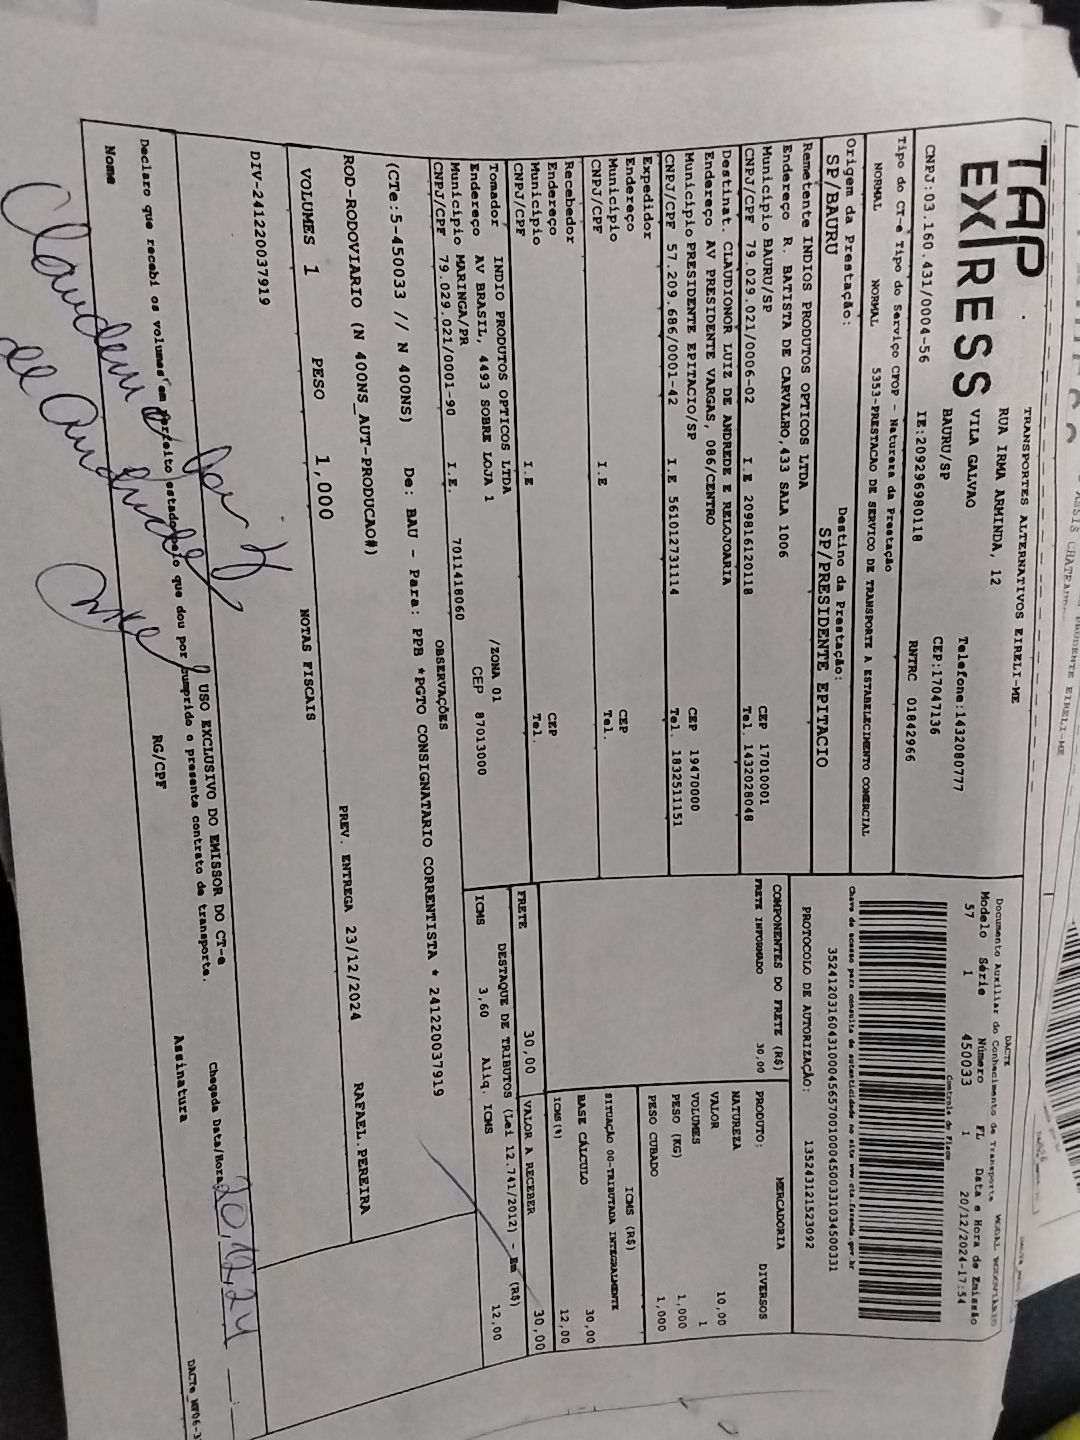 TAP EXPRESS
TRANSPORTES ALTERNATIVOS EIRELI-ME
RUA IRMA ARMINDA, 12
VILA GALVAO
Telefone:1432080777
BAURU/SP
CEP:17047136
CNPJ:03.160.431/0004-56
IE:209296980118
RNTRC 01842966
DACTE
Documento Auxiliar do Conhecimento de Transporte MODAL RODOVIARIO
Modelo Série Número FL Data e Hora de Emissão
57 1 450033 1 20/12/2024-17:54
Controle do Fisco
Chave de acesso para consulta de autenticidade no site www.cte.fazenda.gov.br
35241203160431000456570010004500331034500331
PROTOCOLO DE AUTORIZAÇÃO: 135243121523092
Tipo do CT-e Tipo do Serviço CFOP - Natureza da Prestação
NORMAL NORMAL 5353-PRESTACAO DE SERVICO DE TRANSPORTE A ESTABELECIMENTO COMERCIAL
Origem da Prestação: Destino da Prestação:
SP/BAURU SP/PRESIDENTE EPITACIO
Remetente INDIOS PRODUTOS OPTICOS LTDA
Endereço R. BATISTA DE CARVALHO,433 SALA 1006
Município BAURU/SP CEP 17010001
CNPJ/CPF 79.029.021/0006-02 I.E 209816120118 Tel. 1432028048
Destinat. CLAUDIONOR LUIZ DE ANDREDE E RELOJOARIA
Endereço AV PRESIDENTE VARGAS, 086/CENTRO
Município PRESIDENTE EPITACIO/SP CEP 19470000
CNPJ/CPF 57.209.686/0001-42 I.E 561012731114 Tel. 1832511151
Expedidor
Endereço
Município CEP
CNPJ/CPF I.E Tel.
Recebedor
Endereço
Município CEP
CNPJ/CPF I.E Tel.
Tomador INDIO PRODUTOS OPTICOS LTDA
Endereço AV BRASIL, 4493 SOBRE LOJA 1 /ZONA 01
Município MARINGA/PR CEP 87013000
CNPJ/CPF 79.029.021/0001-90 I.E. 7011418060
COMPONENTES DO FRETE (R$)
FRETE INFORMADO 30,00
PRODUTO: MERCADORIA DIVERSOS
NATUREZA
VALOR 10,00
VOLUMES 1
PESO (KG) 1,000
PESO CUBADO 1,000
ICMS (R$)
SITUAÇÃO 00-TRIBUTADA INTEGRALMENTE
BASE CÁLCULO 30,00
ICMS(%) 12,00
FRETE 30,00 VALOR A RECEBER 30,00
DESTAQUE DE TRIBUTOS (Lei 12.741/2012) - Em (R$)
ICMS 3,60 Aliq. ICMS 12,00
OBSERVAÇÕES
(CTe:5-450033 // N 400NS) De: BAU - Para: PPB *PGTO CONSIGNATARIO CORRENTISTA * 241220037919
ROD-RODOVIARIO (N 400NS_AUT-PRODUCAO#)
PREV. ENTREGA 23/12/2024 RAFAEL.PEREIRA
VOLUMES 1 PESO 1,000 NOTAS FISCAIS
DIV-241220037919
USO EXCLUSIVO DO EMISSOR DO CT-e
Chegada Data/Hora 20,12,24
Declaro que recebi os volumes em perfeito estado pelo que dou por cumprido o presente contrato de transporte.
Nome RG/CPF Assinatura